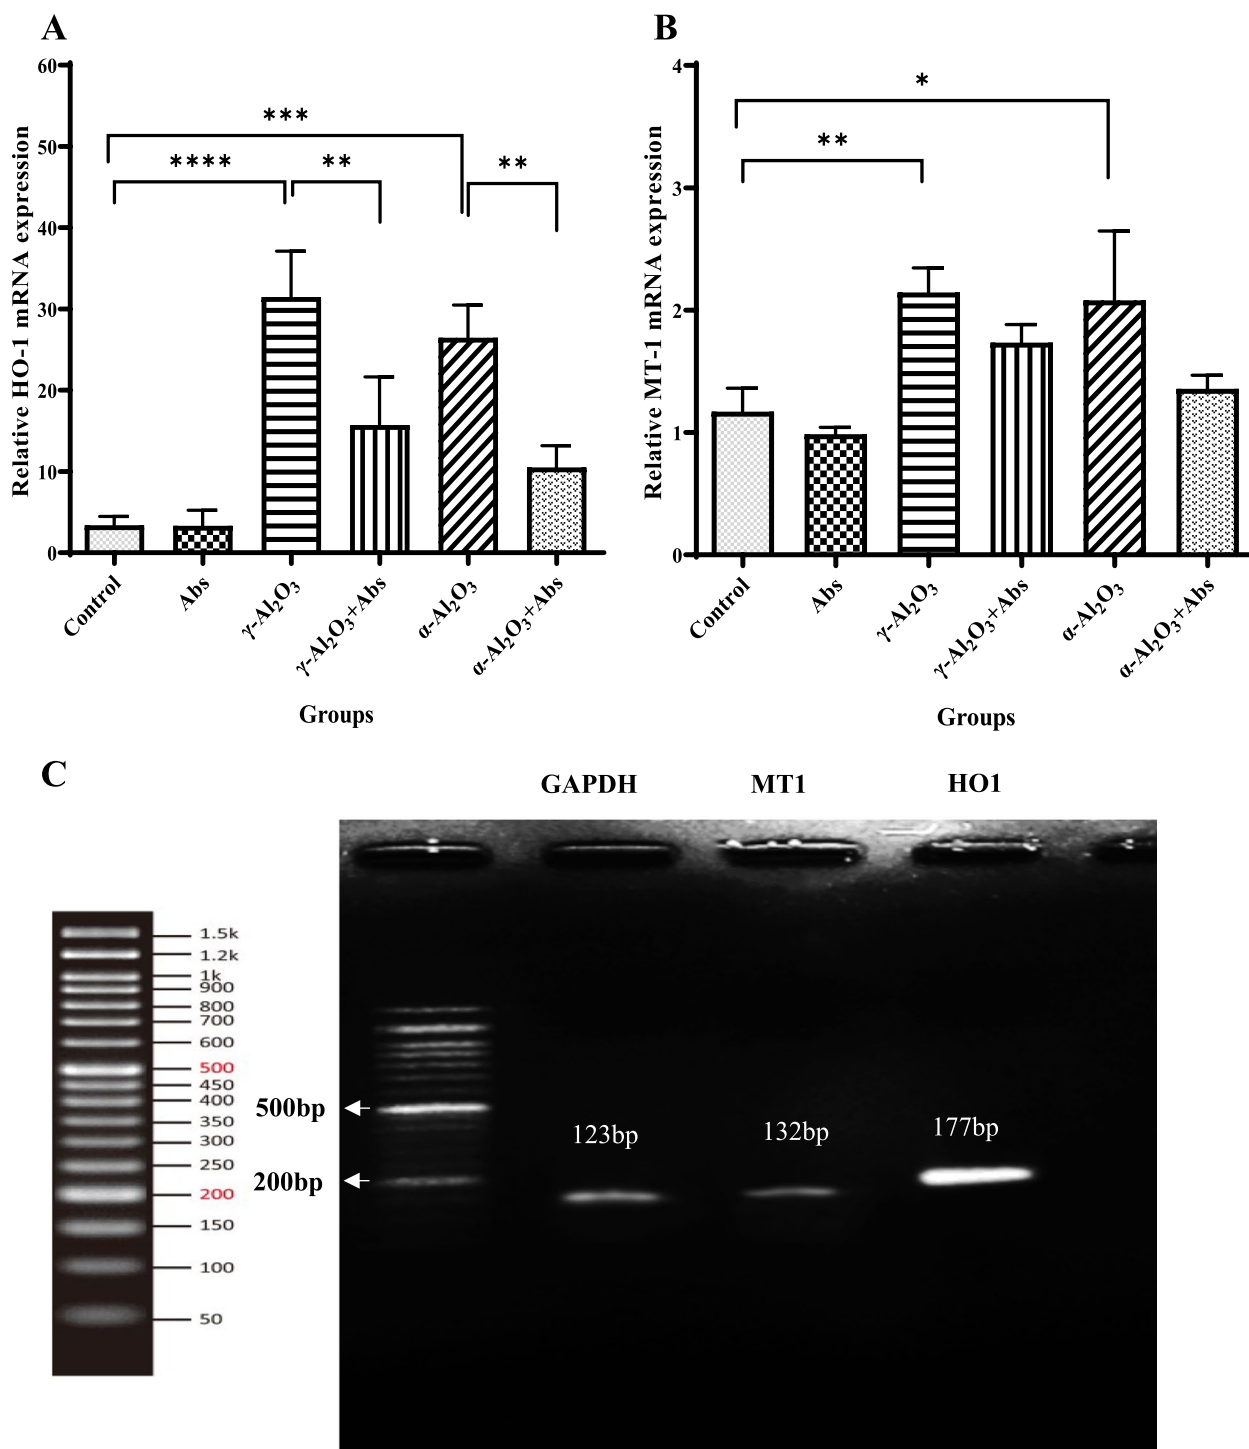 A
B
Relative HO-1 mRNA expression
60
50
40
30
20
10
0
***
****
**
**
Control
Abs
γ-Al₂O₃
γ-Al₂O₃+Abs
α-Al₂O₃
α-Al₂O₃+Abs
Groups
Relative MT-1 mRNA expression
4
3
2
1
0
*
**
Control
Abs
γ-Al₂O₃
γ-Al₂O₃+Abs
α-Al₂O₃
α-Al₂O₃+Abs
Groups
C
GAPDH
MT1
HO1
1.5k
1.2k
1k
900
800
700
600
500
450
400
350
300
250
200
150
100
50
500bp
200bp
123bp
132bp
177bp